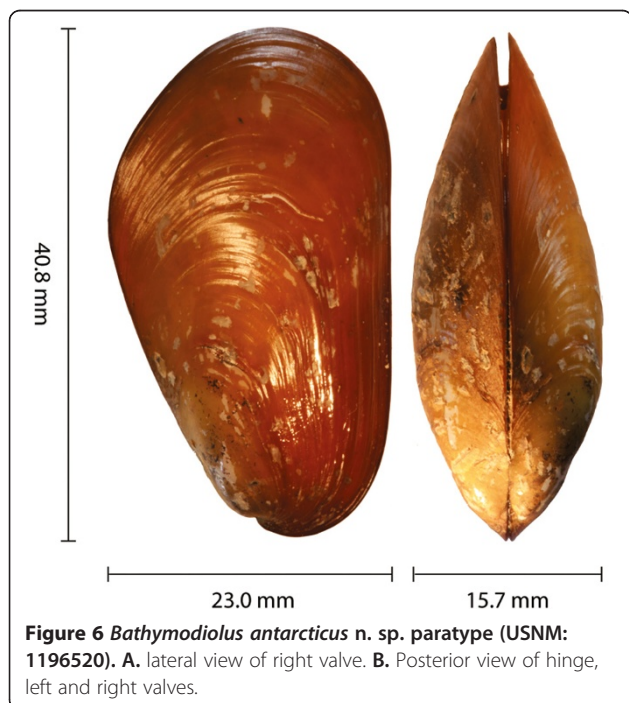 40.8 mm
23.0 mm
15.7 mm
Figure 6 Bathymodiolus antarcticus n. sp. paratype (USNM:
1196520). A. lateral view of right valve. B. Posterior view of hinge,
left and right valves.